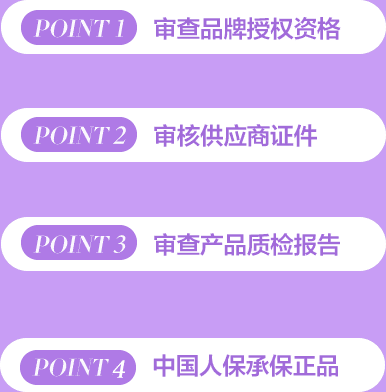 POINT 1 审查品牌授权资格
POINT 2 审核供应商证件
POINT 3 审查产品质检报告
POINT 4 中国人保承保正品